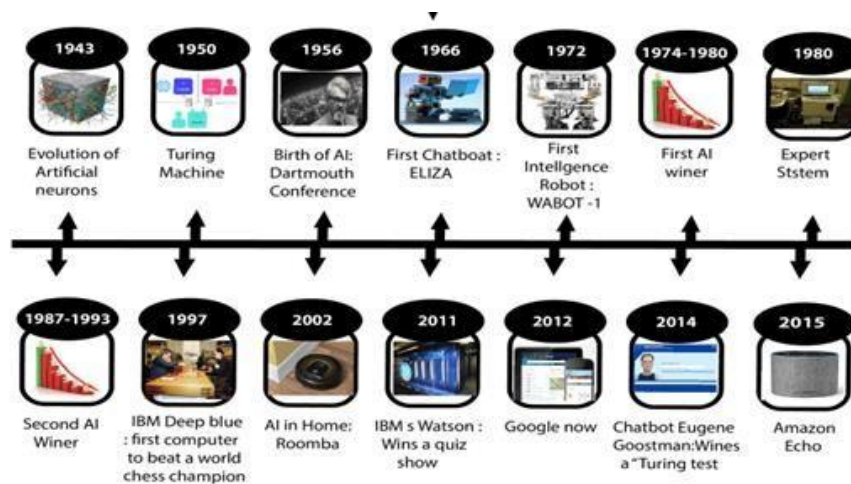 1943
1950
1956
1966
1972
1974-1980
1980
Evolution of
Artificial
neurons
Turing
Machine
Birth of AI:
Dartmouth
Conference
First Chatboat :
ELIZA
First
Intellgence
Robot :
WABOT -1
First AI
winer
Expert
Ststem
1987-1993
1997
2002
2011
2012
2014
2015
Second AI
Winer
IBM Deep blue
: first computer
to beat a world
chess champion
AI in Home:
Roomba
IBM s Watson :
Wins a quiz
show
Google now
Chatbot Eugene
Goostman:Wines
a "Turing test
Amazon
Echo